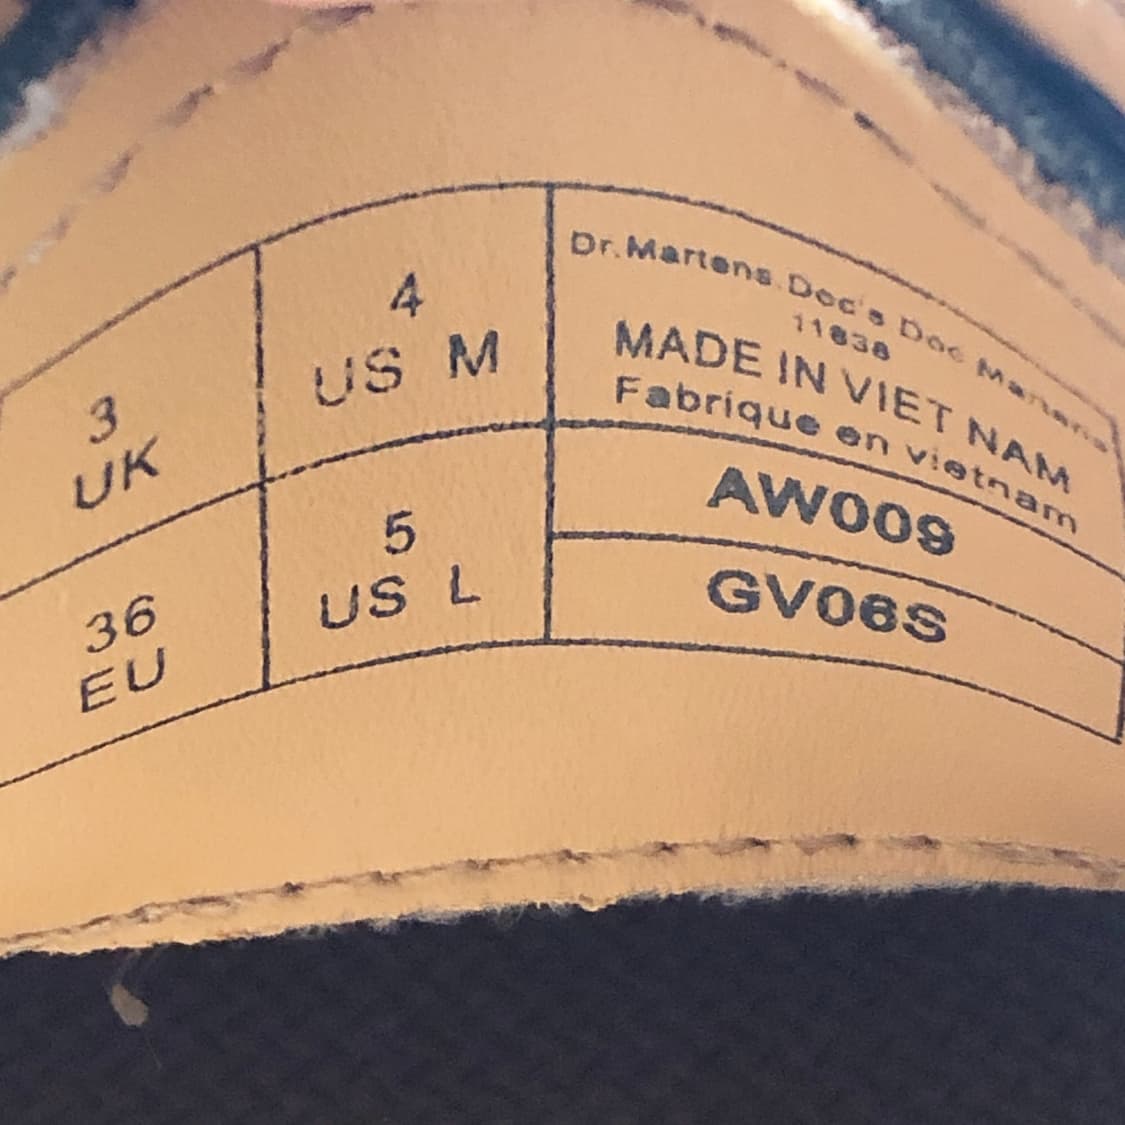 3
UK
4
US M
36
EU
5
US L
Dr.Martens.Doc's Doc Martens
11838
MADE IN VIET NAM
Fabrique en vietnam
AW009
GV06S